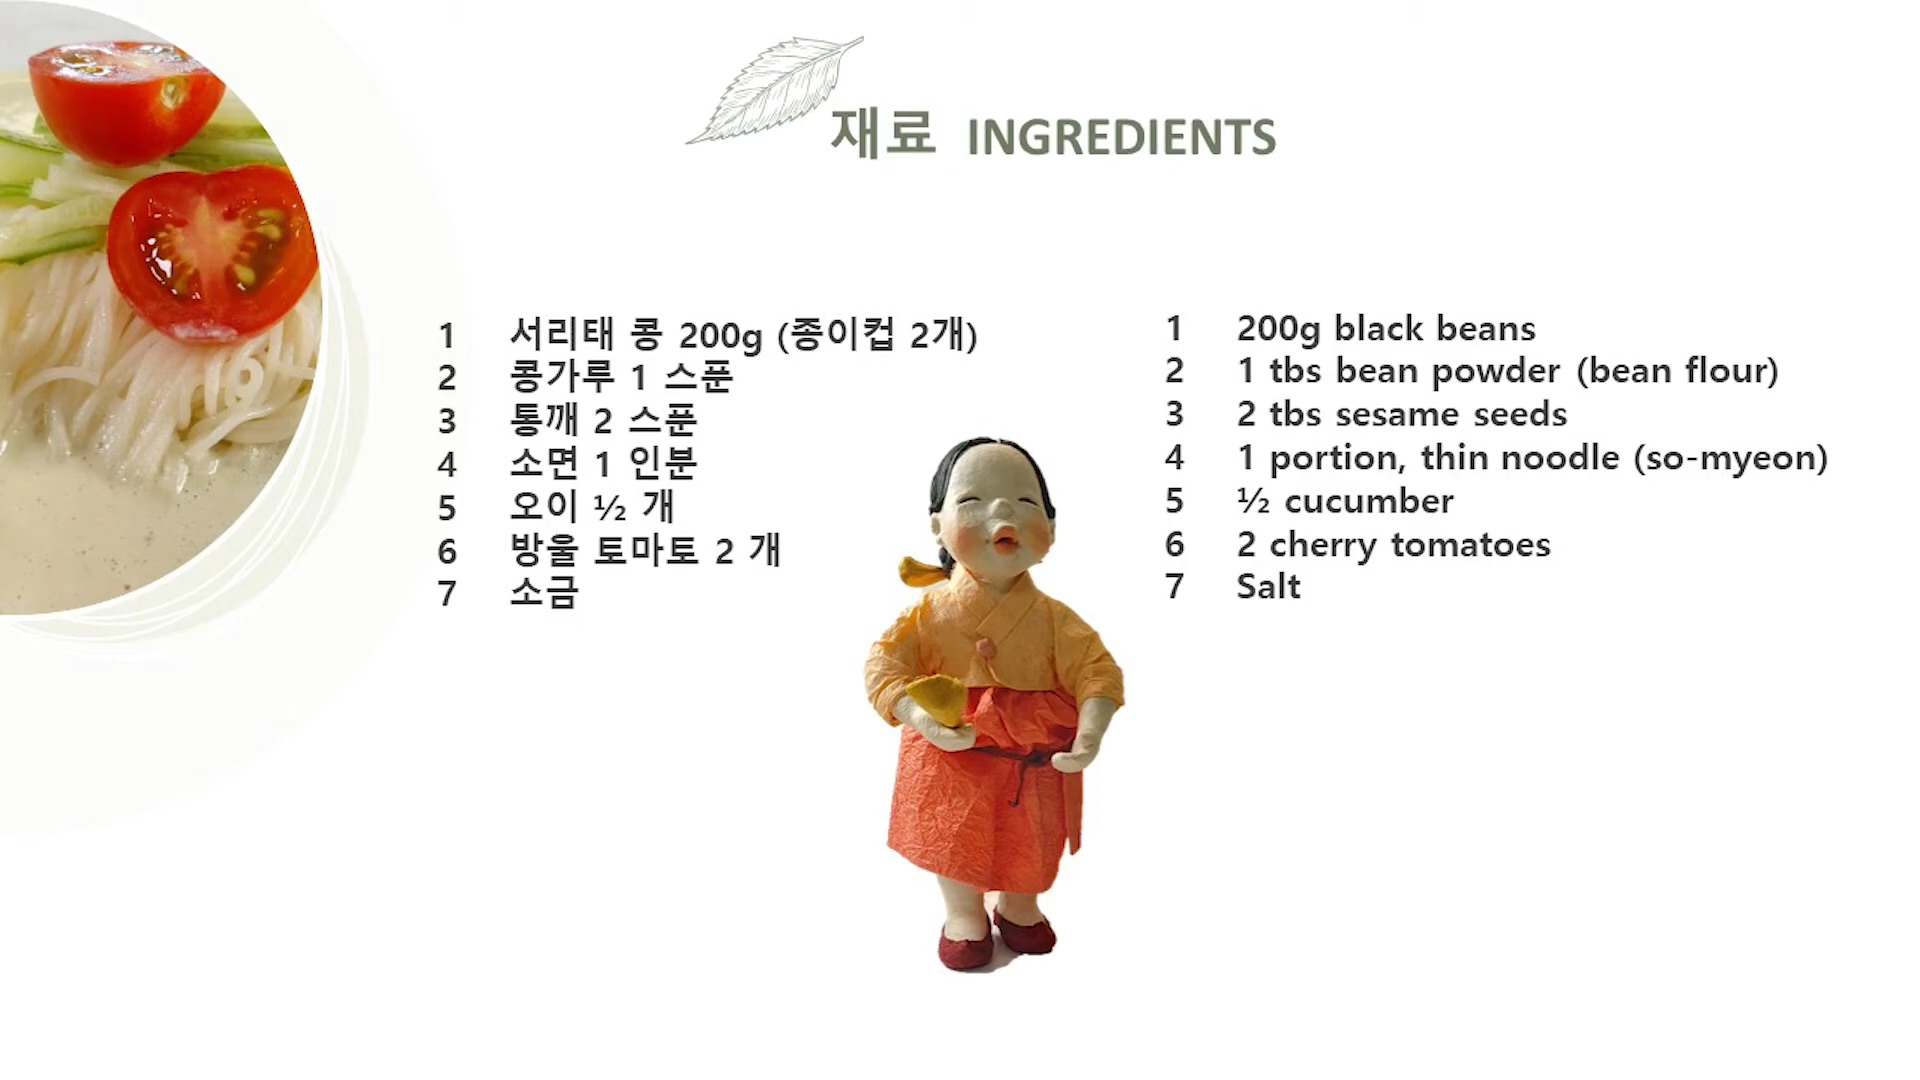 재료 INGREDIENTS
1 서리태 콩 200g (종이컵 2개)
2 콩가루 1 스푼
3 통깨 2 스푼
4 소면 1 인분
5 오이 ½ 개
6 방울 토마토 2 개
7 소금
1 200g black beans
2 1 tbs bean powder (bean flour)
3 2 tbs sesame seeds
4 1 portion, thin noodle (so-myeon)
5 ½ cucumber
6 2 cherry tomatoes
7 Salt